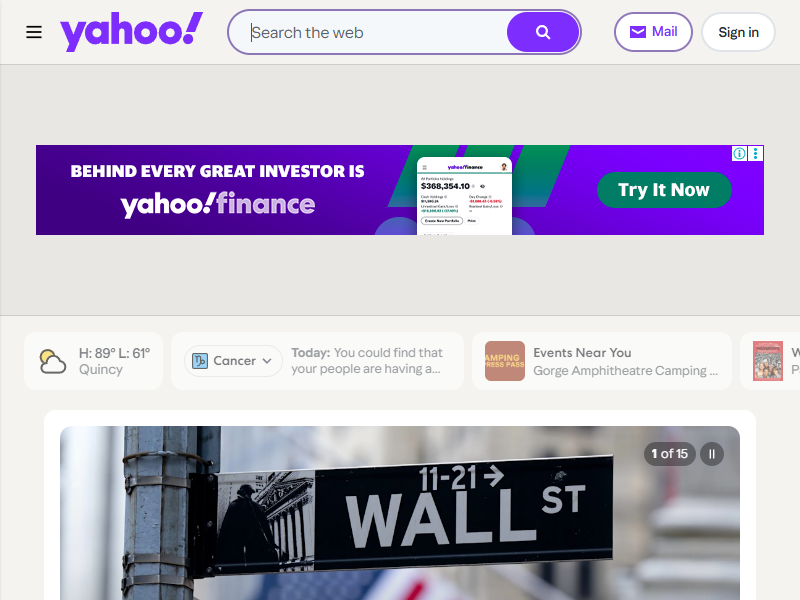 yahoo!
Search the web
Mail
Sign in
BEHIND EVERY GREAT INVESTOR IS
yahoo!finance
yahoo!finance
$368,354.10
Create New Portfolio
Try It Now
H: 89° L: 61°
Quincy
Cancer
Today: You could find that
your people are having a...
AMPING
PRESS PASS
Events Near You
Gorge Amphitheatre Camping ...
W
P
1 of 15
11-21
WALL ST